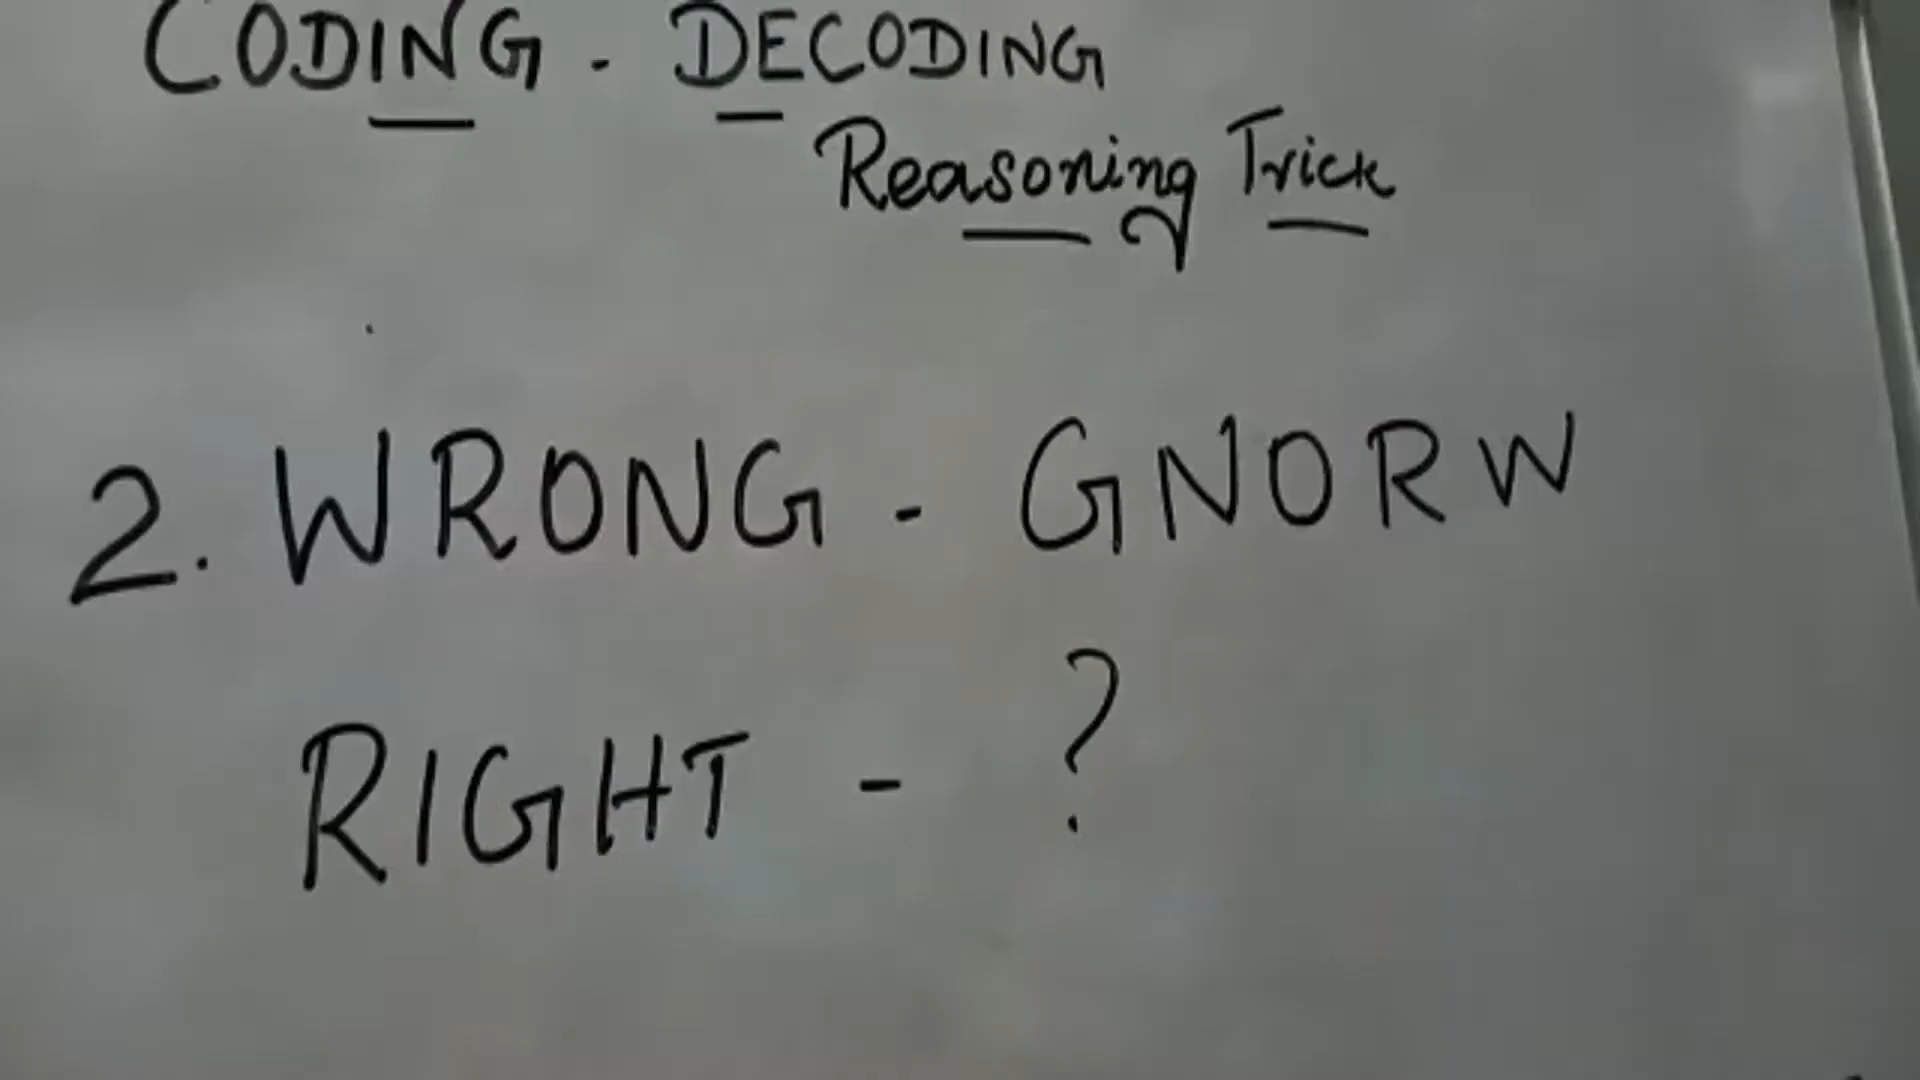 CODING - DECODING
Reasoning Trick
2. WRONG - GNORW
RIGHT - ?